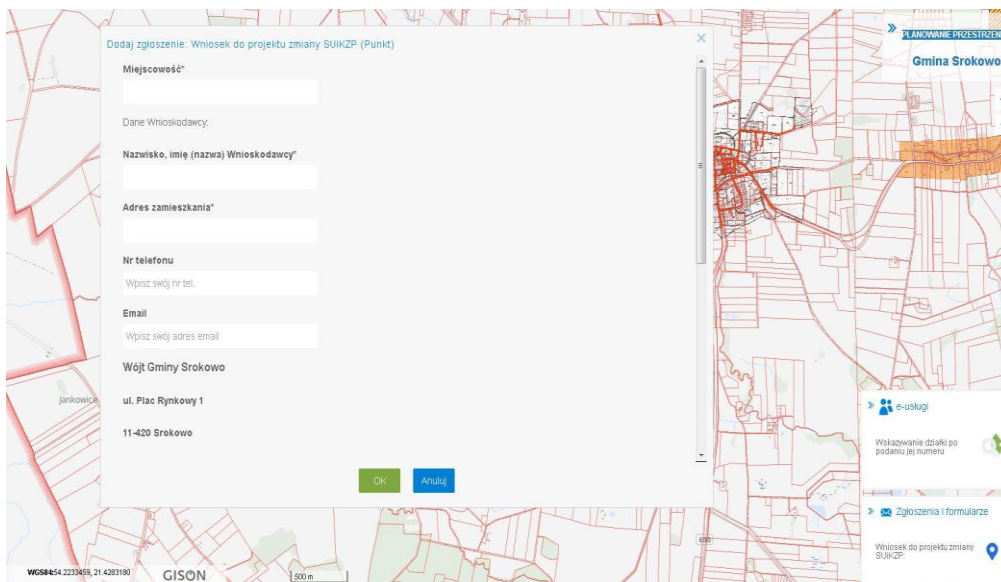 Dodaj zgłoszenie: Wniosek do projektu zmiany SUiKZP (Punkt)
Miejscowość*
Dane Wnioskodawcy:
Nazwisko, imię (nazwa) Wnioskodawcy*
Adres zamieszkania*
Nr telefonu
Wpisz swój nr tel.
Email
Wpisz swój adres email
Wójt Gminy Srokowo
ul. Plac Rynkowy 1
11-420 Srokowo
OK
Anuluj
PLANOWANIE PRZESTRZEN
Gmina Srokowo
Jankowice
e-usługi
Wskazywanie działki po
podaniu jej numeru
Zgłoszenia i formularze
Wniosek do projektu zmiany
SUiKZP:
650
WGS84:54.2233459, 21.4283180
GISON
500 m